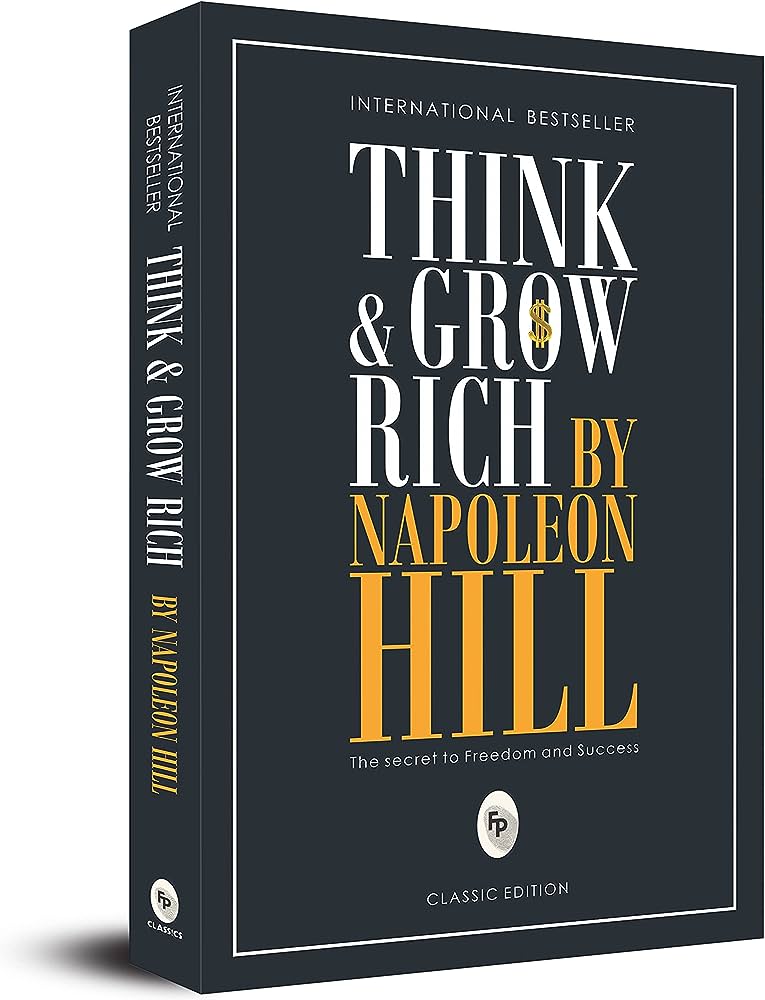 INTERNATIONAL BESTSELLER
THINK
& GROW
RICH BY
NAPOLEON
HILL
The secret to Freedom and Success
FP
CLASSIC EDITION
INTERNATIONAL
BESTSELLER
THINK & GROW RICH
BY NAPOLEON HILL
FP
CLASSICS